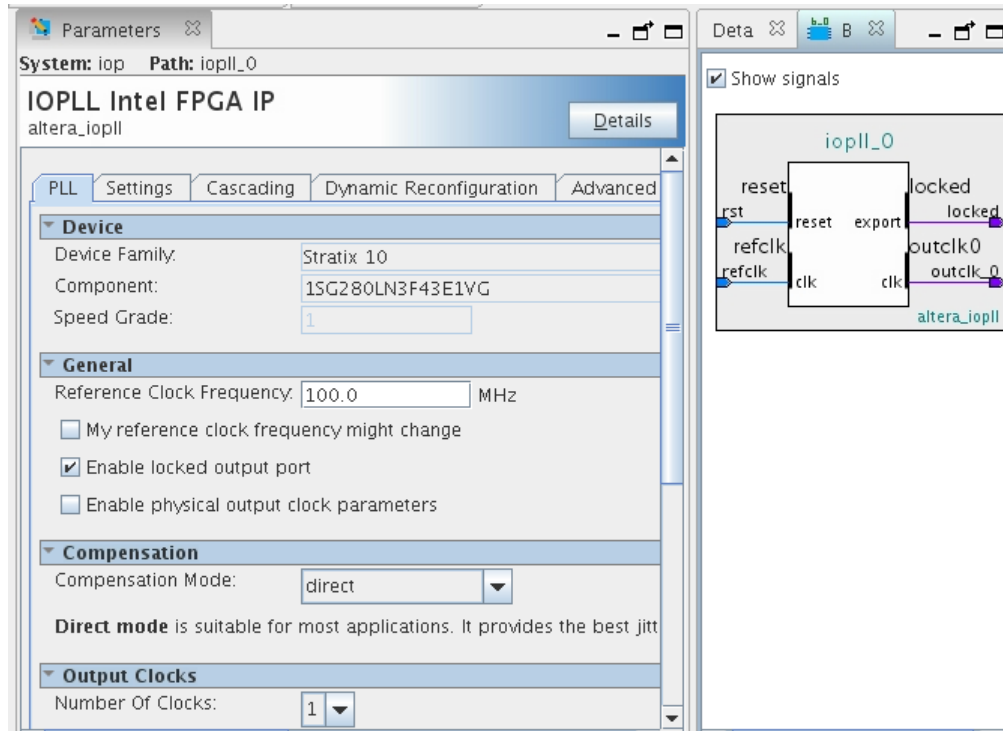 Parameters
System: iop Path: iopll_0
IOPLL Intel FPGA IP
altera_iopll
Details
PLL Settings Cascading Dynamic Reconfiguration Advanced
Device
Device Family: Stratix 10
Component: 1SG280LN3F43E1VG
Speed Grade: 1
General
Reference Clock Frequency: 100.0 MHz
My reference clock frequency might change
Enable locked output port
Enable physical output clock parameters
Compensation
Compensation Mode: direct
Direct mode is suitable for most applications. It provides the best jitt
Output Clocks
Number Of Clocks: 1
Deta B
Show signals
iopll_0
reset locked
rst reset export locked
refclk outclk0
refclk clk clk outclk_0
altera_iopll